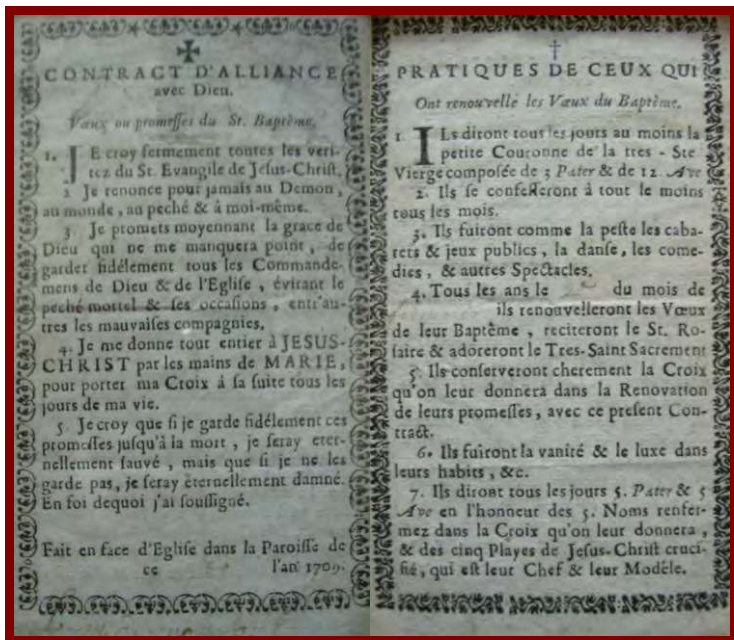 CONTRACT D'ALLIANCE
avec Dieu.
Vœux ou promesses du St. Baptême.
1. JE croy fermement toutes les veri-
tez du St. Evangile de Jesus-Christ.
2 Je renonce pour jamais au Demon,
au monde, au peché & à moi-même.
3. Je promets moyennant la grace de
Dieu qui ne me manquera point, de
garder fidélement tous les Commande-
mens de Dieu & de l'Eglise, évitant le
peché mortel & ses occasions, entr'au-
tres les mauvaises compagnies.
4. Je me donne tout entier à JESUS-
CHRIST par les mains de MARIE,
pour porter ma Croix à sa suite tous les
jours de ma vie.
5. Je croy que si je garde fidélement ces
promesses jusqu'à la mort, je seray eter-
nellement sauvé, mais que si je ne les
garde pas, je seray éternellement damné.
En foi dequoi j'ai soussigné.
Fait en face d'Eglise dans la Paroisse de
ce l'an 1709.
PRATIQUES DE CEUX QUI
Ont renouvellé les Vœux du Baptême.
1 ILs diront tous les jours au moins la
petite Couronne de la tres-Ste
Vierge composée de 3 Pater & de 12. Ave
2. Ils se confesseront à tout le moins
tous les mois.
3. Ils fuiront comme la peste les caba-
rets & jeux publics, la danse, les come-
dies, & autres Spectacles.
4. Tous les ans le du mois de
ils renouvelleront les Vœux
de leur Baptême, reciteront le St. Ro-
saire & adoreront le Tres-Saint Sacrement
5. Ils conserveront cherement la Croix
qu'on leur donnera dans la Renovation
de leurs promesses, avec ce present Con-
tract.
6. Ils fuiront la vanité & le luxe dans
leurs habits, &c.
7. Ils diront tous les jours 5. Pater & 5
Ave en l'honneur des 5. Noms renfer-
mez dans la Croix qu'on leur donnera,
& des cinq Playes de Jesus-Christ cruci-
fié, qui est leur Chef & leur Modèle.